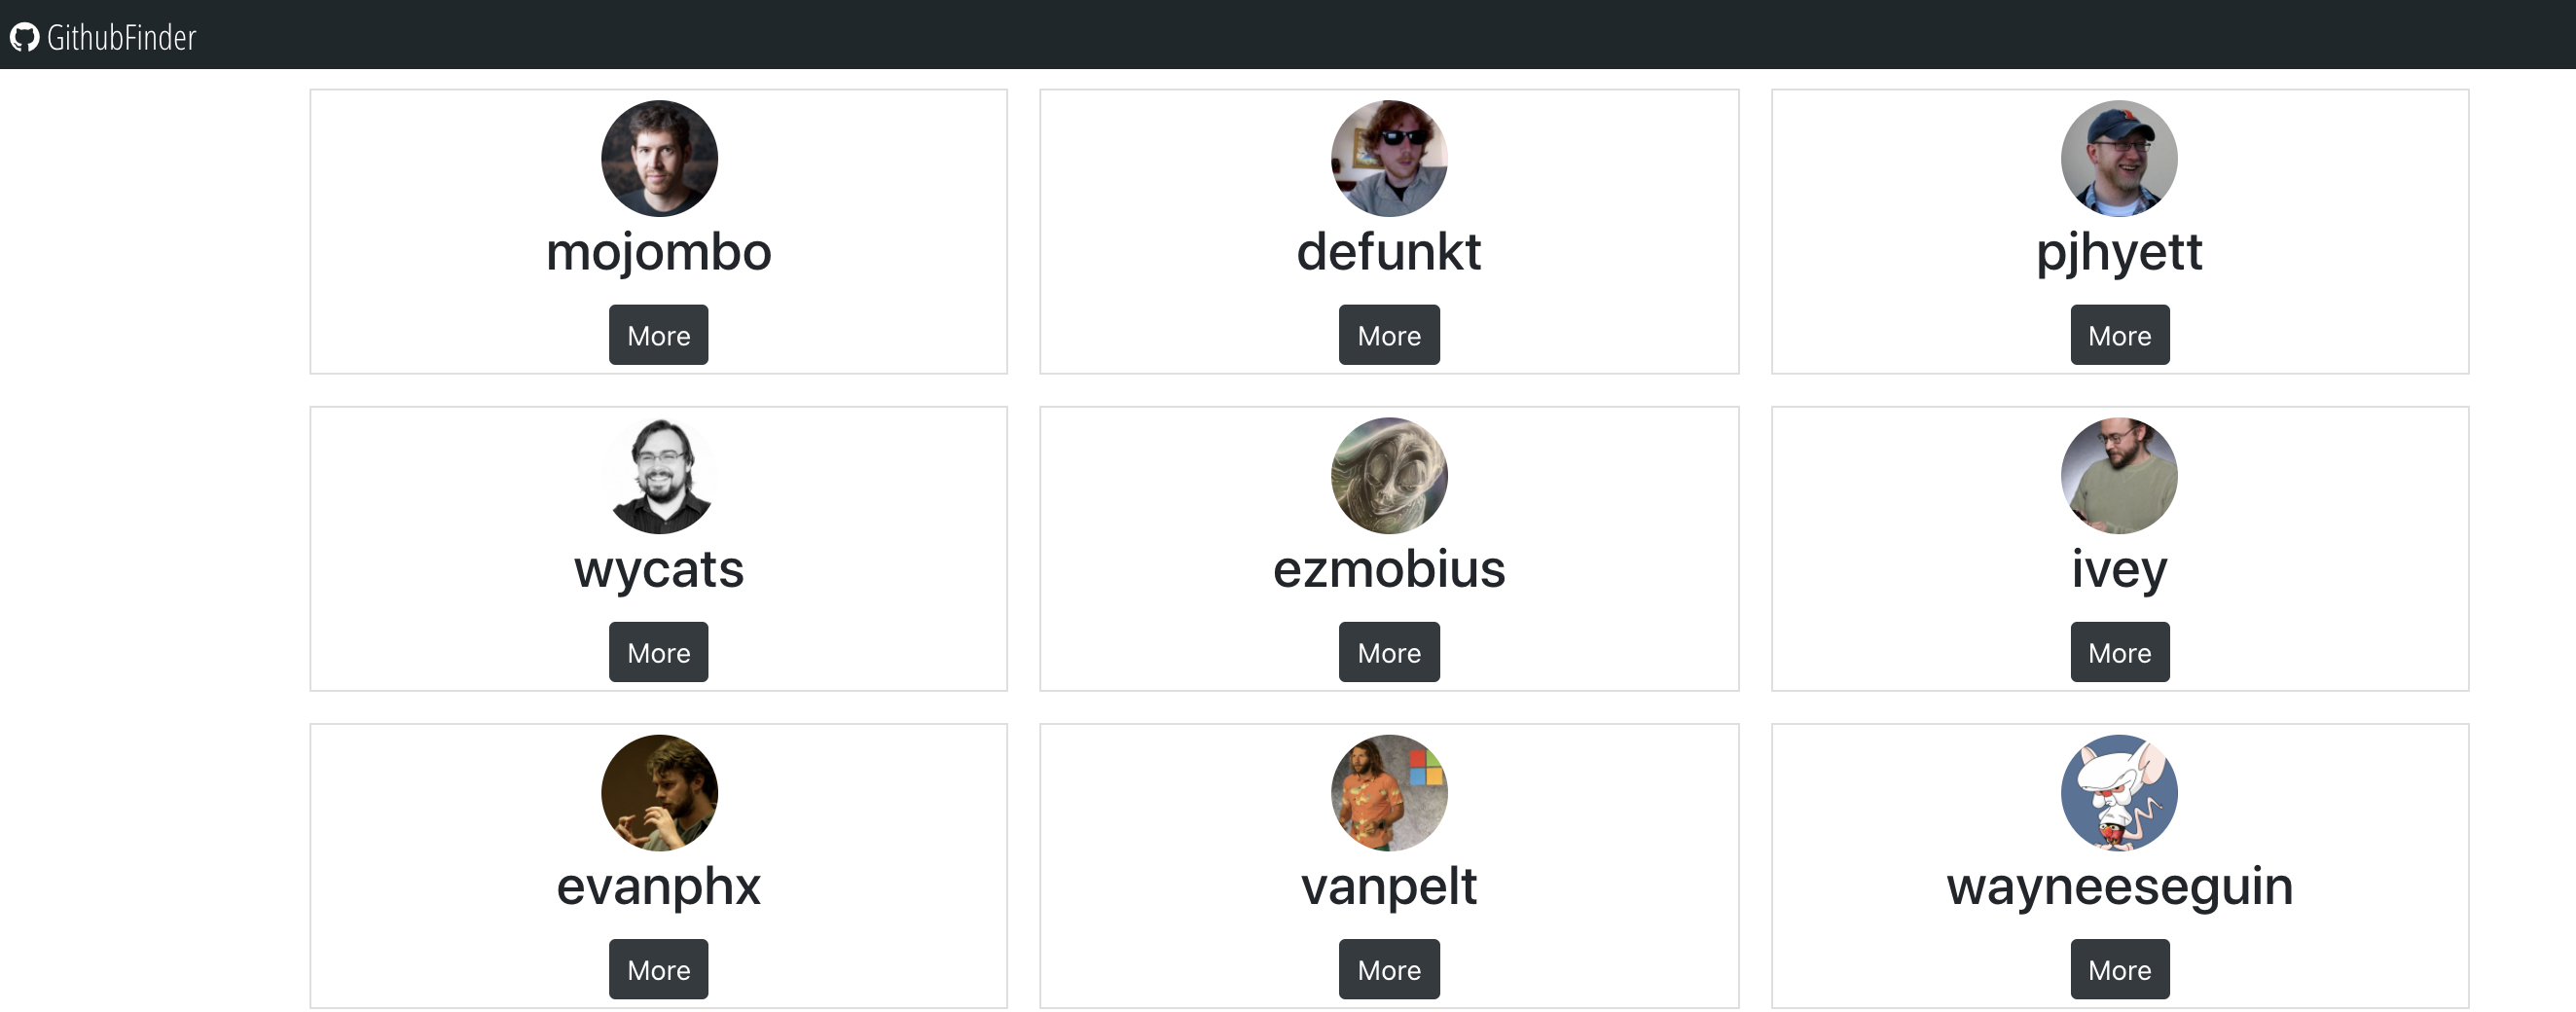 GithubFinder
mojombo
More
defunkt
More
pjhyett
More
wycats
More
ezmobius
More
ivey
More
evanphx
More
vanpelt
More
wayneeseguin
More